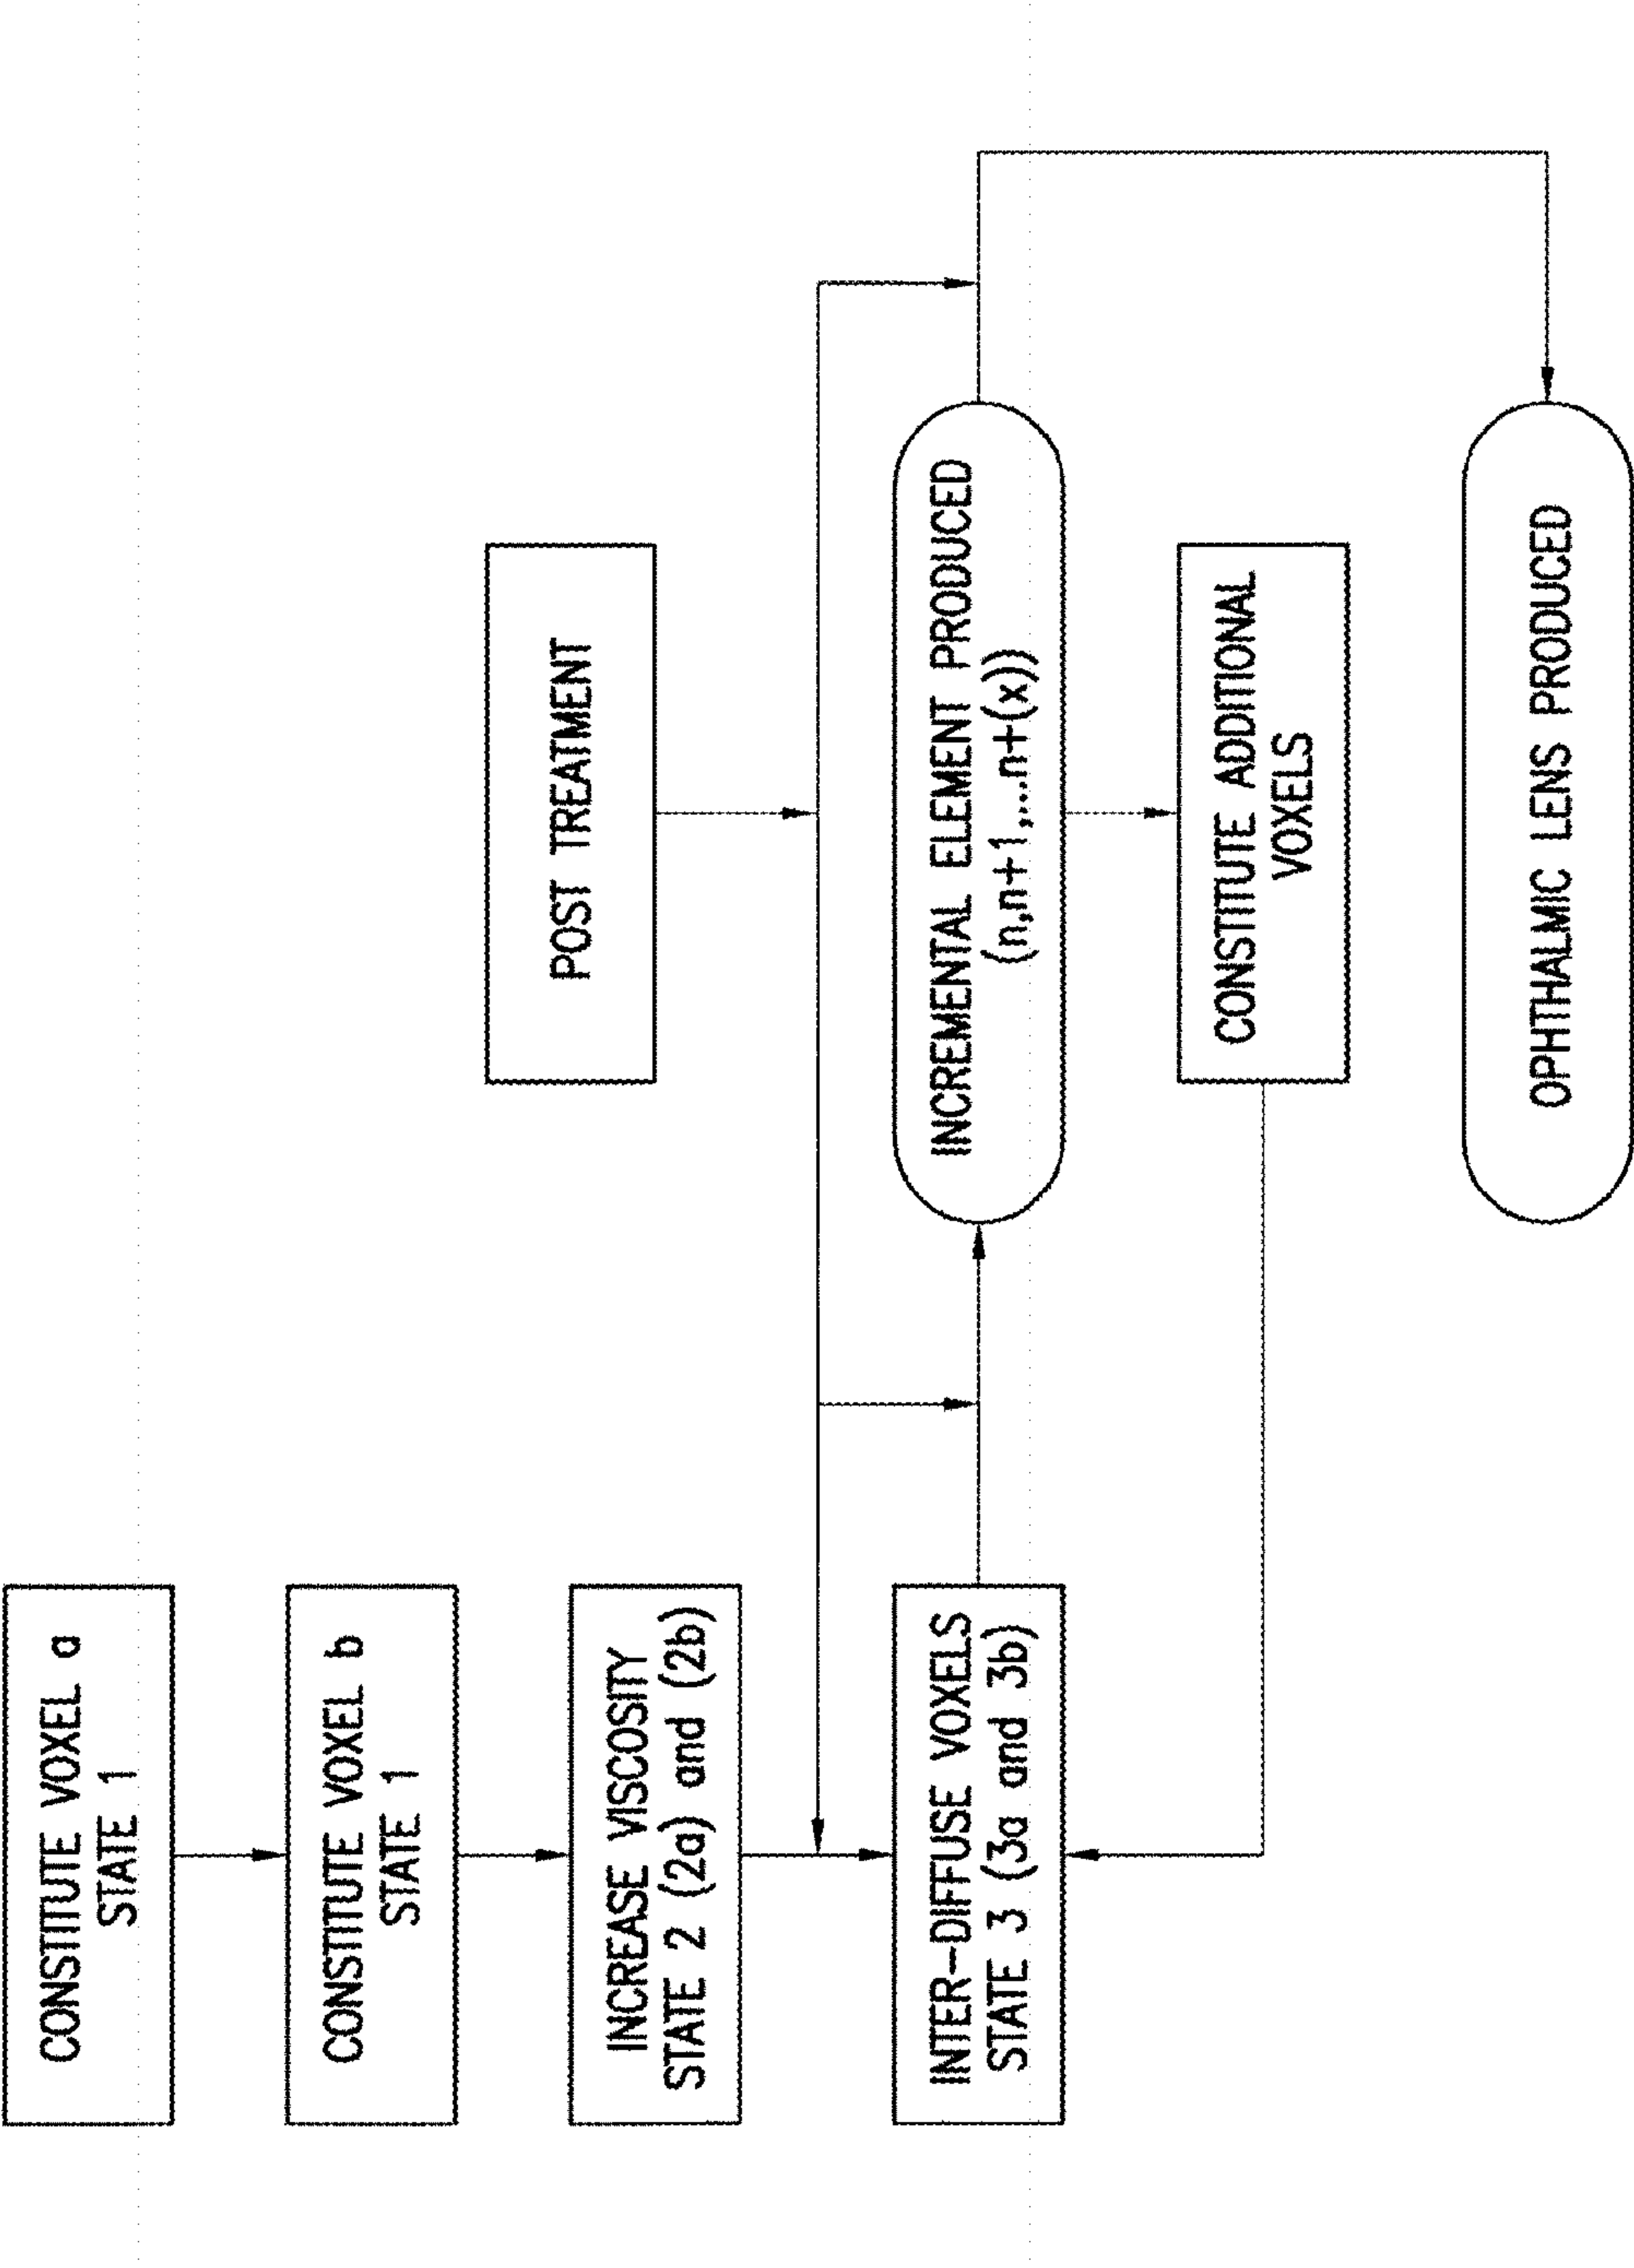 CONSTITUTE VOXEL a
STATE 1
CONSTITUTE VOXEL b
STATE 1
INCREASE VISCOSITY
STATE 2 (2a) and (2b)
INTER-DIFFUSE VOXELS
STATE 3 (3a and 3b)
POST TREATMENT
INCREMENTAL ELEMENT PRODUCED
(n,n+1,...n+(x))
CONSTITUTE ADDITIONAL
VOXELS
OPHTHALMIC LENS PRODUCED